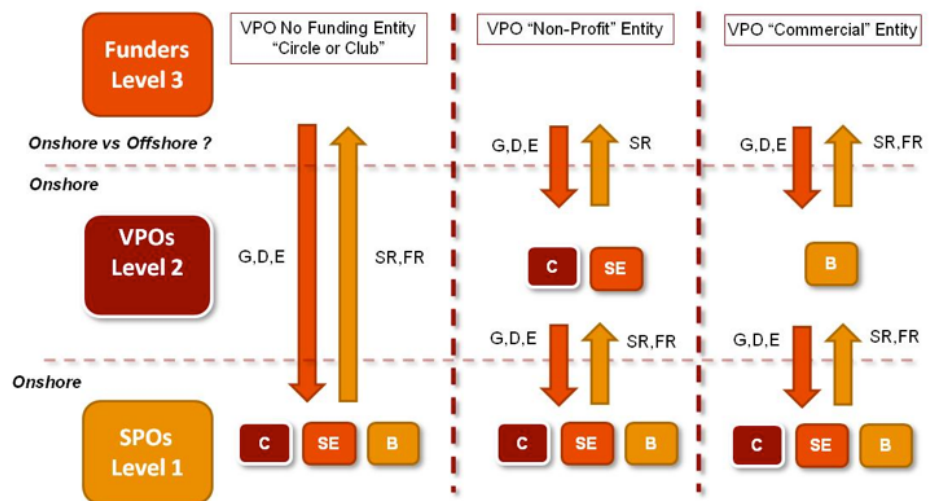 Funders
Level 3
VPO No Funding Entity
“Circle or Club”
VPO “Non-Profit” Entity
VPO “Commercial” Entity
Onshore vs Offshore ?
G,D,E
SR
G,D,E
SR,FR
Onshore
VPOs
Level 2
G,D,E
SR,FR
C
SE
B
G,D,E
SR,FR
G,D,E
SR,FR
Onshore
SPOs
Level 1
C
SE
B
C
SE
B
C
SE
B